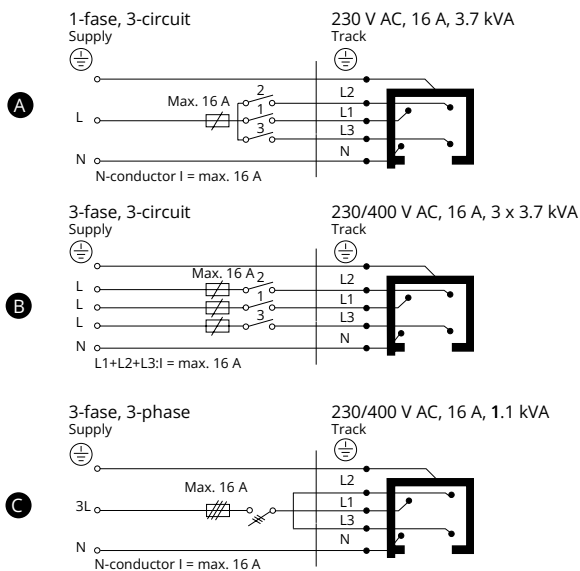 1-fase, 3-circuit
230 V AC, 16 A, 3.7 kVA
Supply
Track
A
2
L2
Max. 16 A
1
L1
L
3
L3
N
N
N-conductor I = max. 16 A
3-fase, 3-circuit
230/400 V AC, 16 A, 3 x 3.7 kVA
Supply
Track
B
Max. 16 A
2
L2
L
1
L1
L
3
L3
L
N
N
L1+L2+L3:I = max. 16 A
3-fase, 3-phase
230/400 V AC, 16 A, 1.1 kVA
Supply
Track
C
L2
Max. 16 A
L1
3L
L3
N
N
N-conductor I = max. 16 A